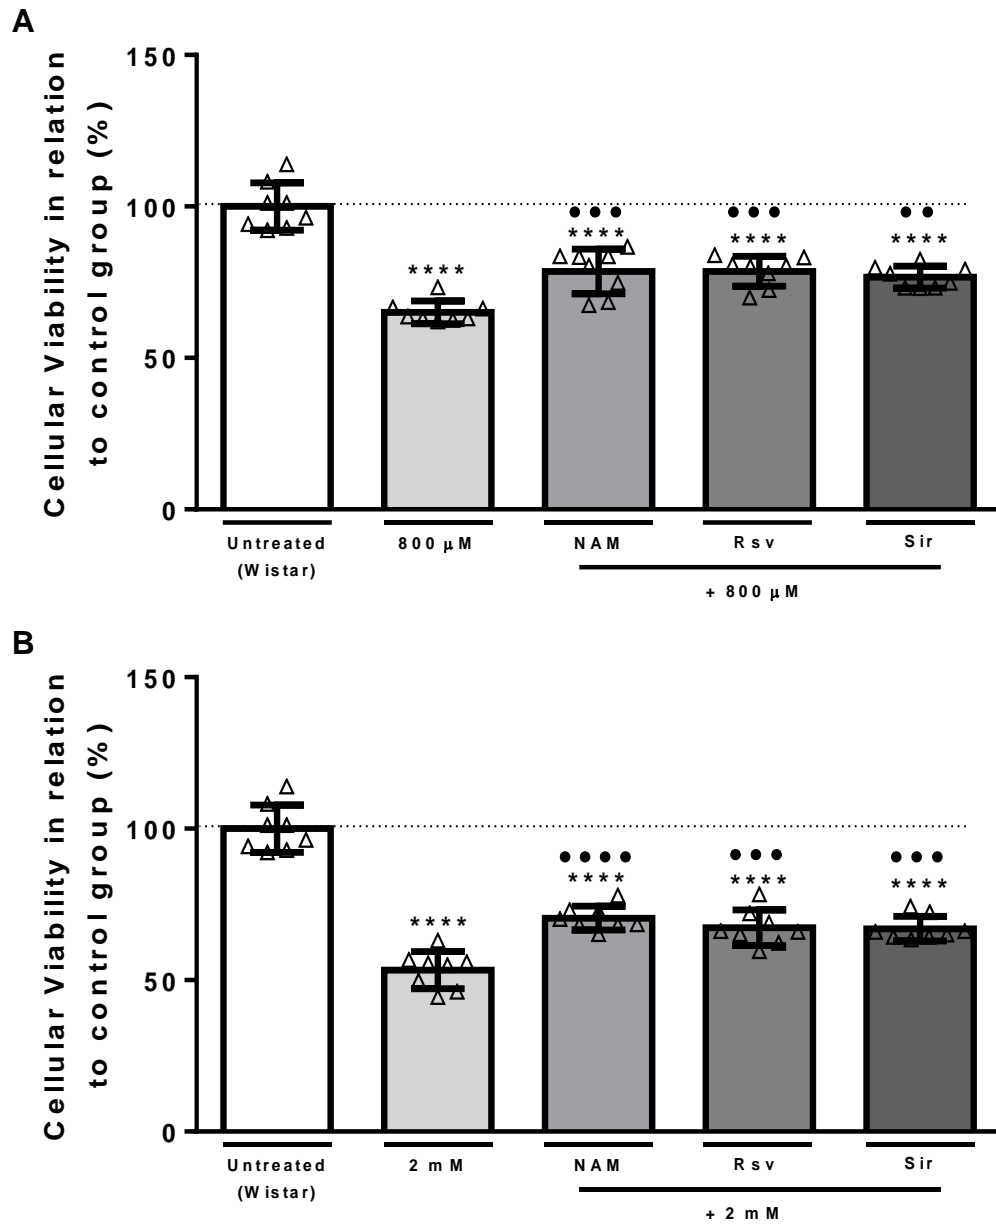 A
Cellular Viability in relation
to control group (%)
150
100
50
0
●●●
●●●
●●
****
****
****
****
Untreated
(Wistar)
800 µM
NAM
Rsv
Sir
+ 800 µM
B
Cellular Viability in relation
to control group (%)
150
100
50
0
●●●●
●●●
●●●
****
****
****
****
Untreated
(Wistar)
2 mM
NAM
Rsv
Sir
+ 2 mM